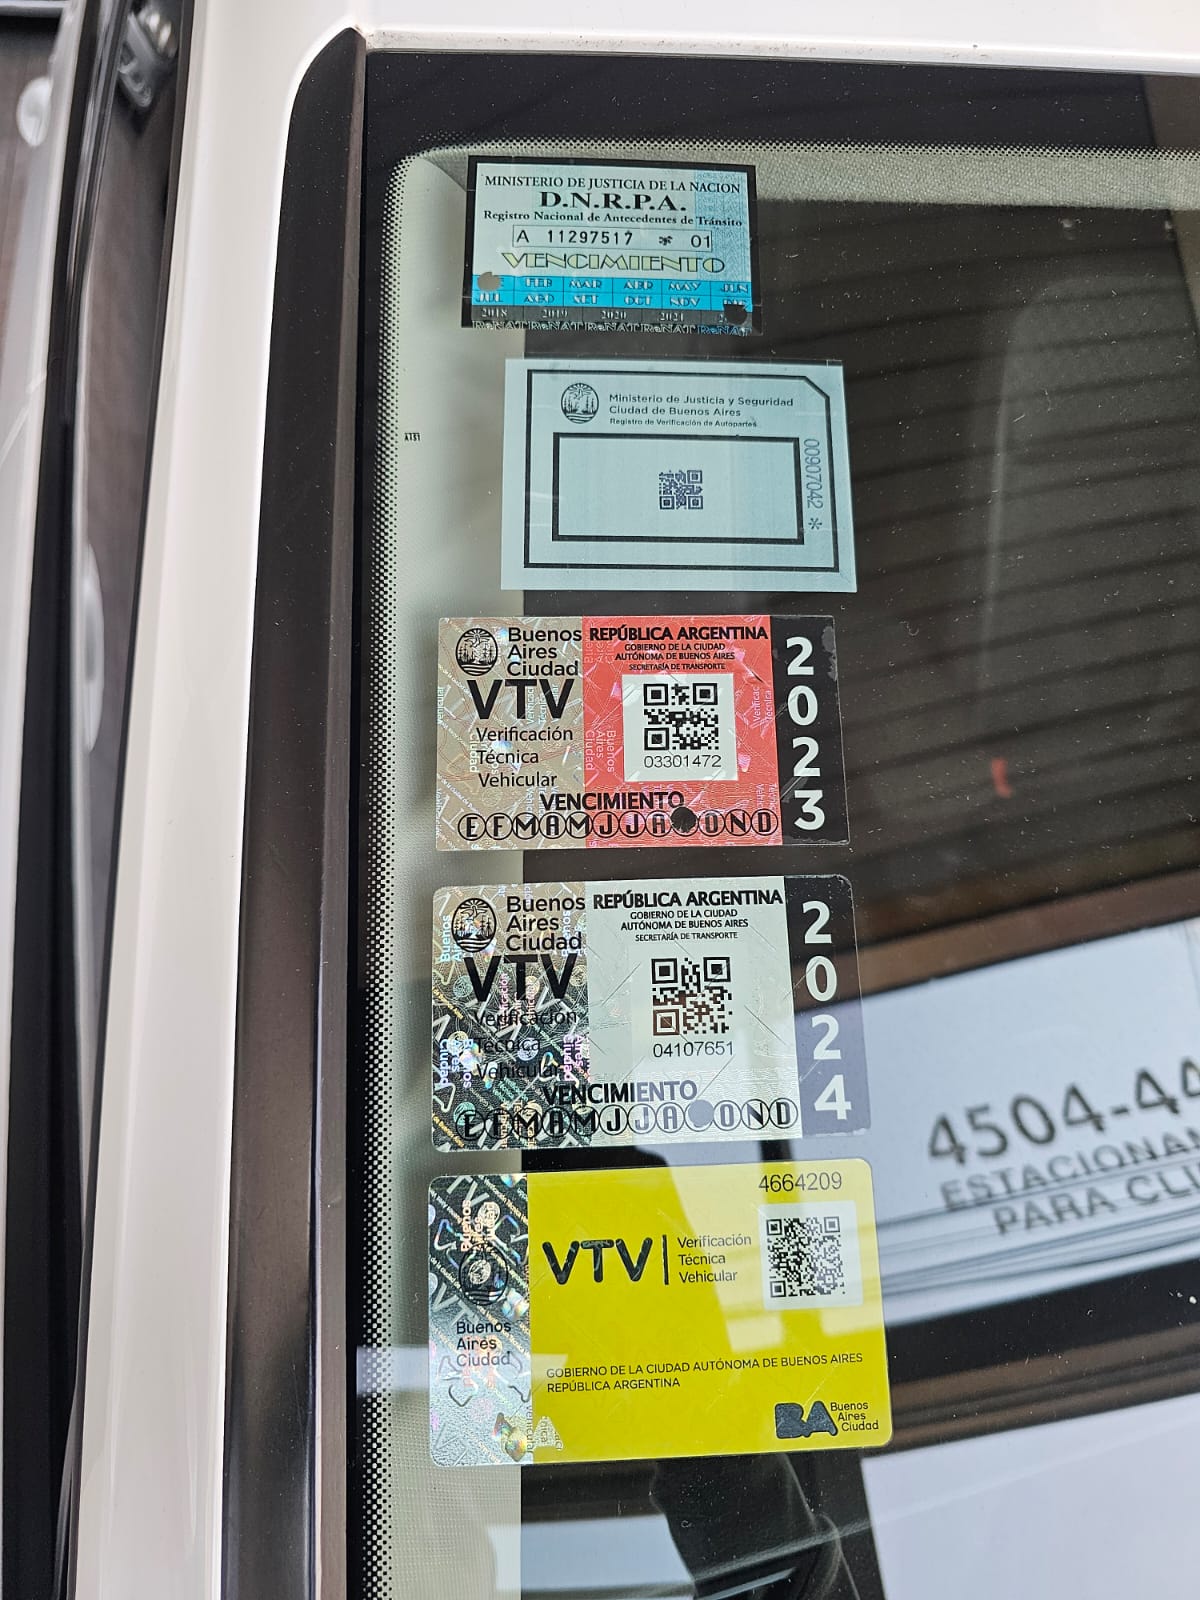 MINISTERIO DE JUSTICIA DE LA NACION
D.N.R.P.A.
Registro Nacional de Antecedentes de Tránsito
A 11297517 * 01
VENCIMIENTO
FEB MAR ABR MAY JUN
JUL AGO SET OCT NOV DIC
2018 2019 2020 2021
A151
Ministerio de Justicia y Seguridad
Ciudad de Buenos Aires
Registro de Verificación de Autopartes
00907042 *
Buenos
Aires
Ciudad
VTV
Verificación
Técnica
Vehicular
REPÚBLICA ARGENTINA
GOBIERNO DE LA CIUDAD
AUTÓNOMA DE BUENOS AIRES
SECRETARÍA DE TRANSPORTE
03301472
VENCIMIENTO
E F M A M J J A O N D
2023
Buenos
Aires
Ciudad
VTV
Verificación
Técnica
Vehicular
REPÚBLICA ARGENTINA
GOBIERNO DE LA CIUDAD
AUTÓNOMA DE BUENOS AIRES
SECRETARÍA DE TRANSPORTE
04107651
VENCIMIENTO
E F M A M J J A O N D
2024
4504-44
ESTACIONAM
PARA CLI
4664209
VTV
Verificación
Técnica
Vehicular
Buenos
Aires
Ciudad
GOBIERNO DE LA CIUDAD AUTÓNOMA DE BUENOS AIRES
REPÚBLICA ARGENTINA
BA Buenos
Aires
Ciudad